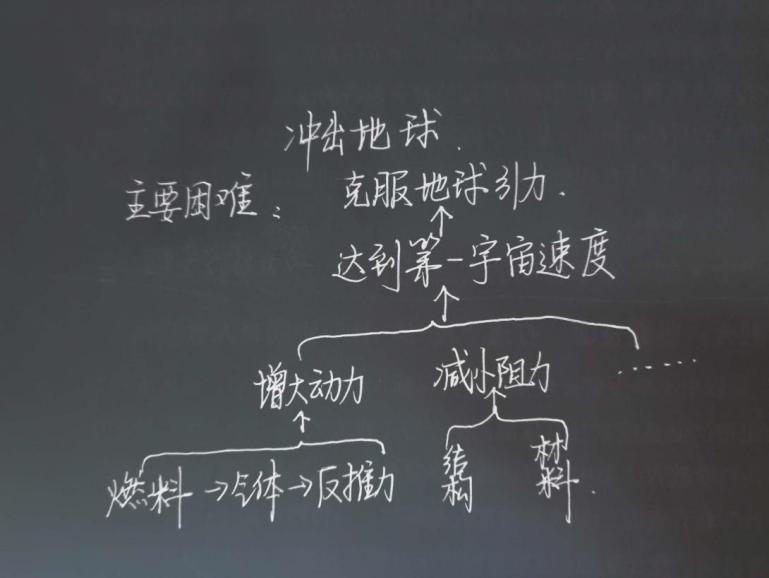 冲出地球.
主要困难： 克服地球引力.
↑
达到第一宇宙速度
↑
增大动力 减小阻力 ......
↑ ↑
燃料→气体→反推力 结构 材料.